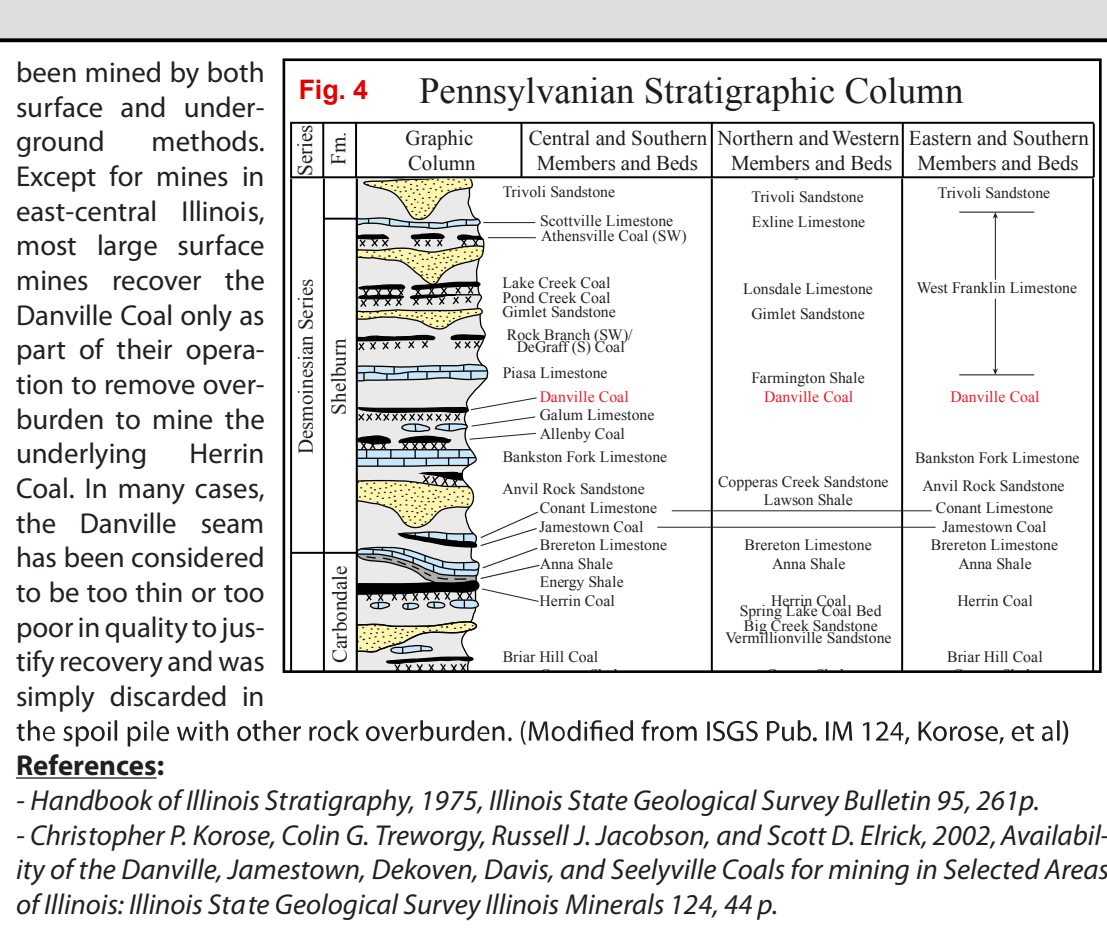 been mined by both
surface and under-
ground methods.
Except for mines in
east-central Illinois,
most large surface
mines recover the
Danville Coal only as
part of their opera-
tion to remove over-
burden to mine the
underlying Herrin
Coal. In many cases,
the Danville seam
has been considered
to be too thin or too
poor in quality to jus-
tify recovery and was
simply discarded in
the spoil pile with other rock overburden. (Modified from ISGS Pub. IM 124, Korose, et al)
Fig. 4 Pennsylvanian Stratigraphic Column
Series
Fm.
Graphic
Column
Central and Southern
Members and Beds
Northern and Western
Members and Beds
Eastern and Southern
Members and Beds
Desmoinesian Series
Shelburn
Carbondale
Trivoli Sandstone
Scottville Limestone
Athensville Coal (SW)
Lake Creek Coal
Pond Creek Coal
Gimlet Sandstone
Rock Branch (SW)/
DeGraff (S) Coal
Piasa Limestone
Danville Coal
Galum Limestone
Allenby Coal
Bankston Fork Limestone
Anvil Rock Sandstone
Conant Limestone
Jamestown Coal
Brereton Limestone
Anna Shale
Energy Shale
Herrin Coal
Briar Hill Coal
Trivoli Sandstone
Exline Limestone
Lonsdale Limestone
Gimlet Sandstone
Farmington Shale
Danville Coal
Copperas Creek Sandstone
Lawson Shale
Brereton Limestone
Anna Shale
Herrin Coal
Spring Lake Coal Bed
Big Creek Sandstone
Vermillionville Sandstone
Trivoli Sandstone
West Franklin Limestone
Danville Coal
Bankston Fork Limestone
Anvil Rock Sandstone
Conant Limestone
Jamestown Coal
Brereton Limestone
Anna Shale
Herrin Coal
Briar Hill Coal
References:
- Handbook of Illinois Stratigraphy, 1975, Illinois State Geological Survey Bulletin 95, 261p.
- Christopher P. Korose, Colin G. Treworgy, Russell J. Jacobson, and Scott D. Elrick, 2002, Availabil-
ity of the Danville, Jamestown, Dekoven, Davis, and Seelyville Coals for mining in Selected Areas
of Illinois: Illinois State Geological Survey Illinois Minerals 124, 44 p.